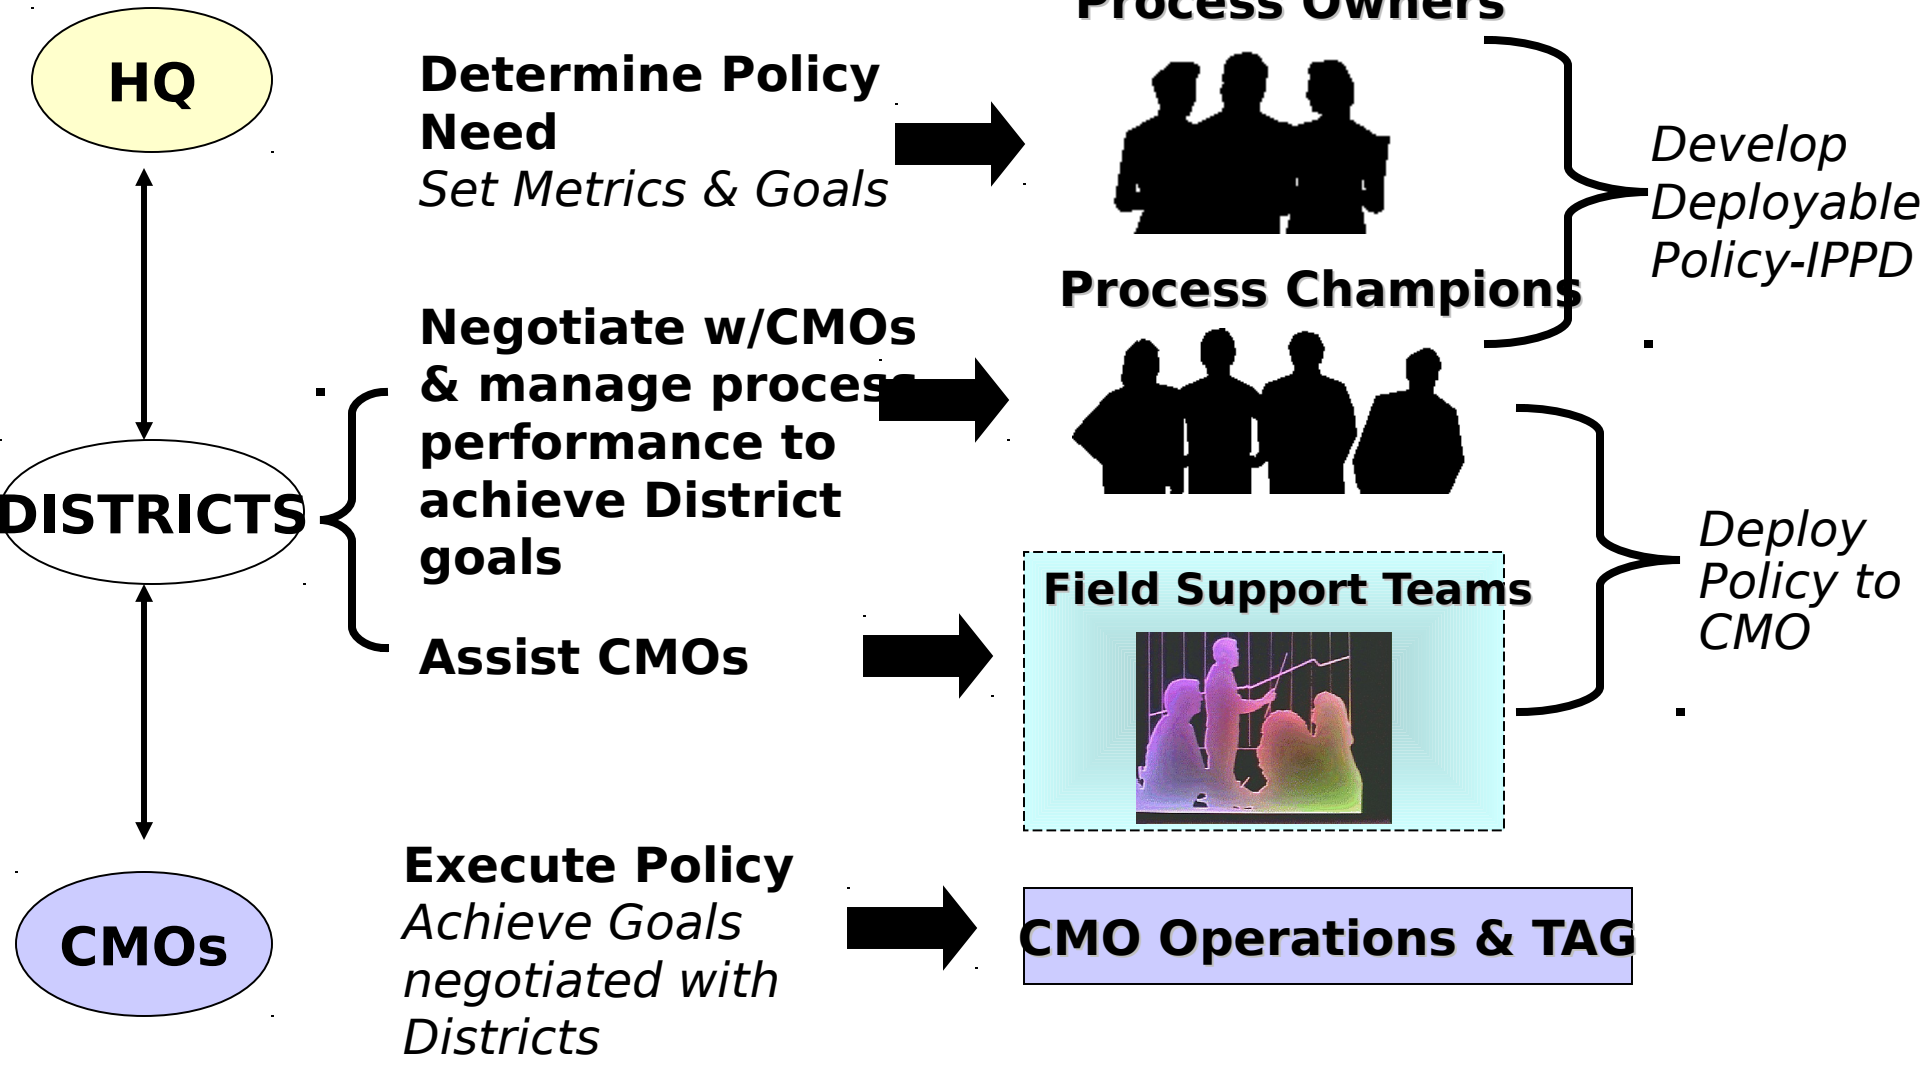 Process Owners
HQ
Determine Policy
Need
Set Metrics & Goals
Develop
Deployable
Policy-IPPD
Process Champions
Negotiate w/CMOs
& manage process
performance to
achieve District
goals
DISTRICTS
Deploy
Policy to
CMO
Field Support Teams
Assist CMOs
Execute Policy
Achieve Goals
negotiated with
Districts
CMOs
CMO Operations & TAG